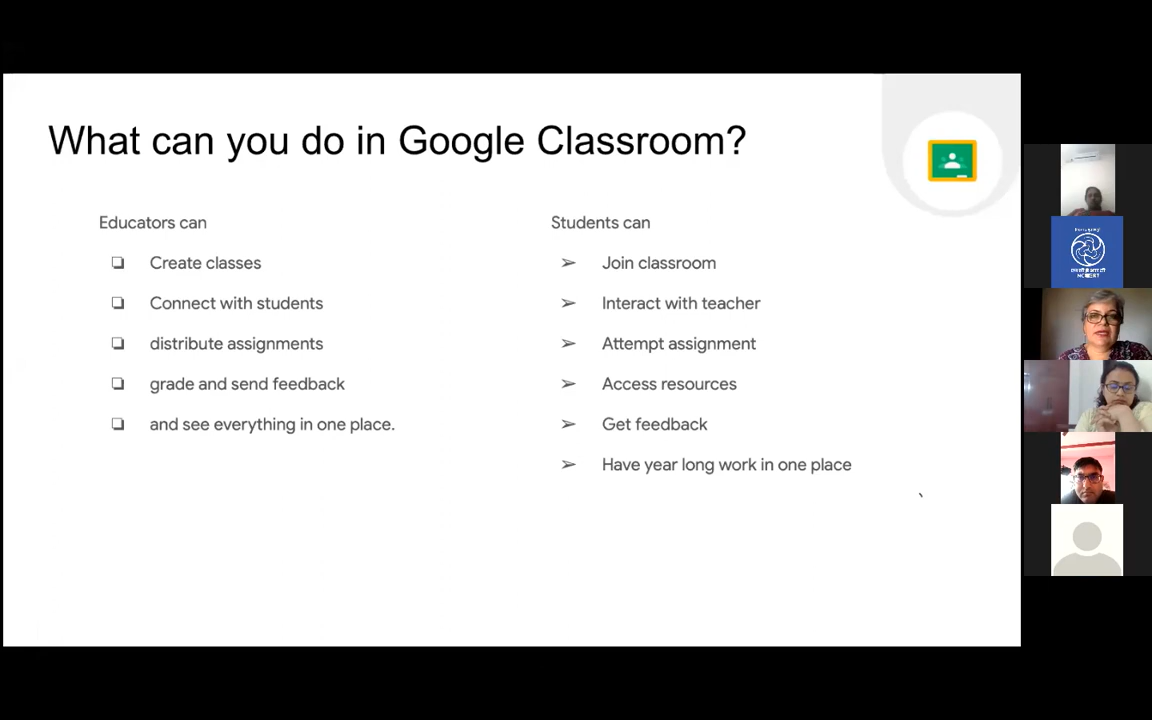 What can you do in Google Classroom?
Educators can
Create classes
Connect with students
distribute assignments
grade and send feedback
and see everything in one place.
Students can
Join classroom
Interact with teacher
Attempt assignment
Access resources
Get feedback
Have year long work in one place